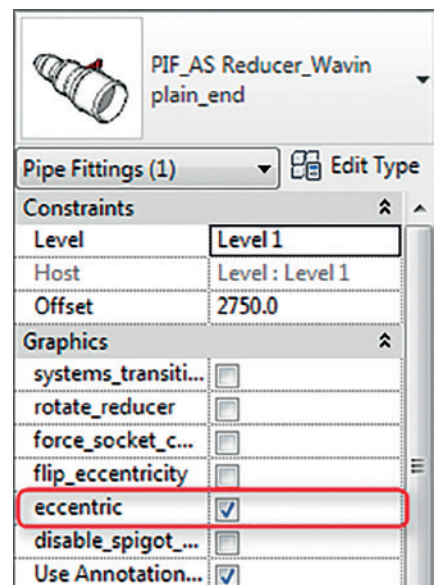 PIF_AS Reducer_Wavin
plain_end
Pipe Fittings (1)
Edit Type
Constraints
Level Level 1
Host Level : Level 1
Offset 2750.0
Graphics
systems_transiti...
rotate_reducer
force_socket_c...
flip_eccentricity
eccentric
disable_spigot_...
Use Annotation...